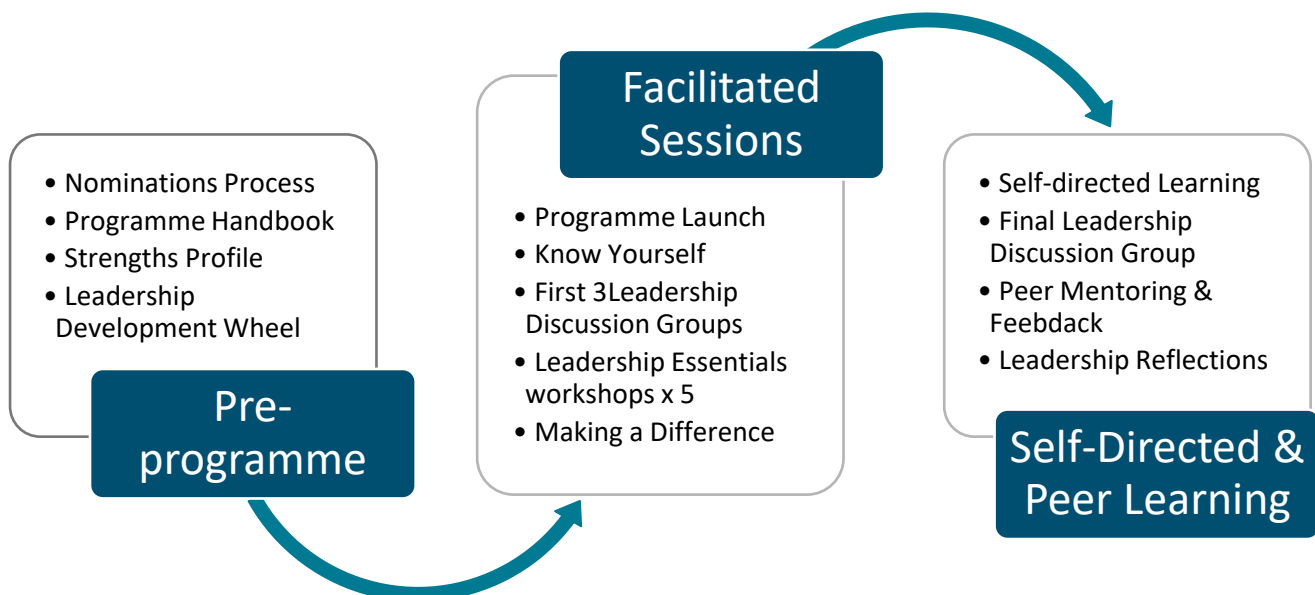 • Nominations Process
• Programme Handbook
• Strengths Profile
• Leadership
Development Wheel
Pre-
programme
Facilitated
Sessions
• Programme Launch
• Know Yourself
• First 3Leadership
Discussion Groups
• Leadership Essentials
workshops x 5
• Making a Difference
• Self-directed Learning
• Final Leadership
Discussion Group
• Peer Mentoring &
Feebdack
• Leadership Reflections
Self-Directed &
Peer Learning